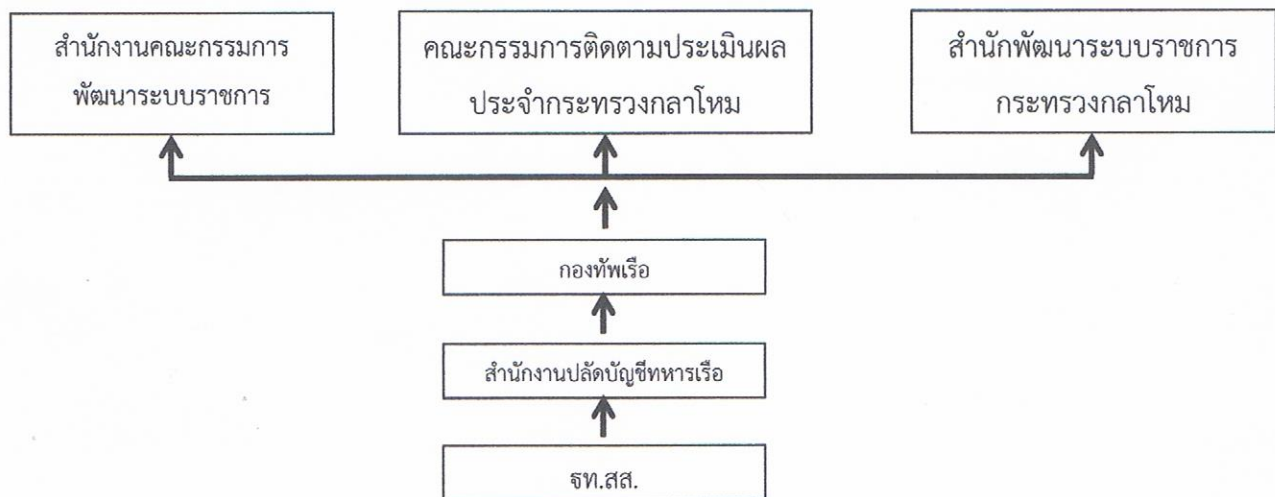 สำนักงานคณะกรรมการ
พัฒนาระบบราชการ
คณะกรรมการติดตามประเมินผล
ประจำกระทรวงกลาโหม
สำนักพัฒนาระบบราชการ
กระทรวงกลาโหม
กองทัพเรือ
สำนักงานปลัดบัญชีทหารเรือ
ฐท.สส.